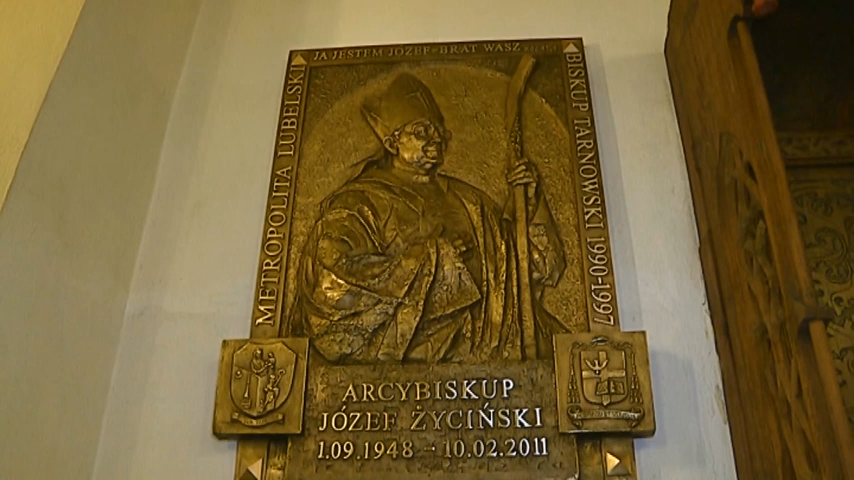 JA JESTEM JÓZEF BRAT WASZ
METROPOLITA LUBELSKI
BISKUP TARNOWSKI 1990-1997
ARCYBISKUP
JÓZEF ŻYCIŃSKI
1.09.1948 - 10.02.2011